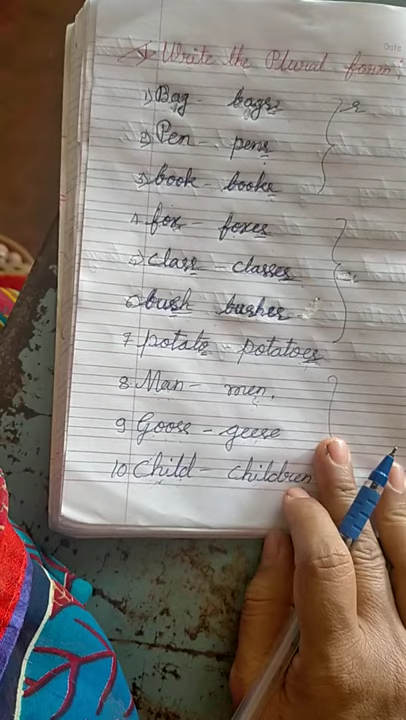 Data
A) Write the Plural form:
1) Bag - bags s
2) Pen - pens
3) book - books
4. fox - foxes
5) class - classes
6 bush bushes
7 potato - potatoes
8. Man - men.
9 Goose - geese
10 Child - children